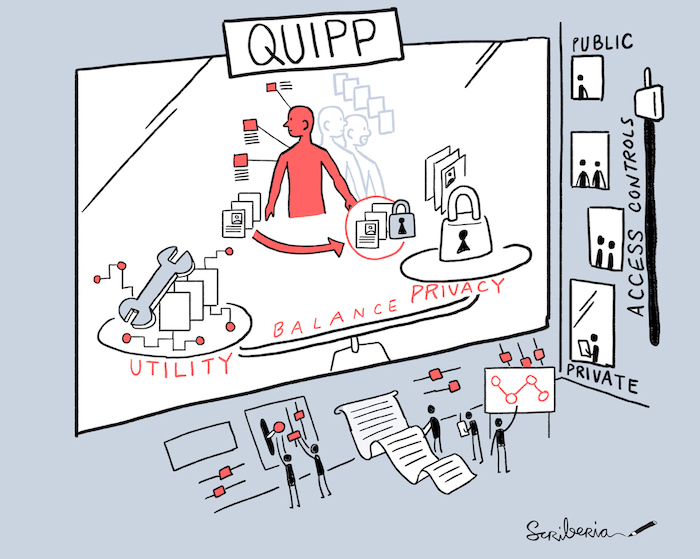 QUIPP
PUBLIC
ACCESS CONTROLS
PRIVATE
UTILITY
BALANCE
PRIVACY
Scriberia